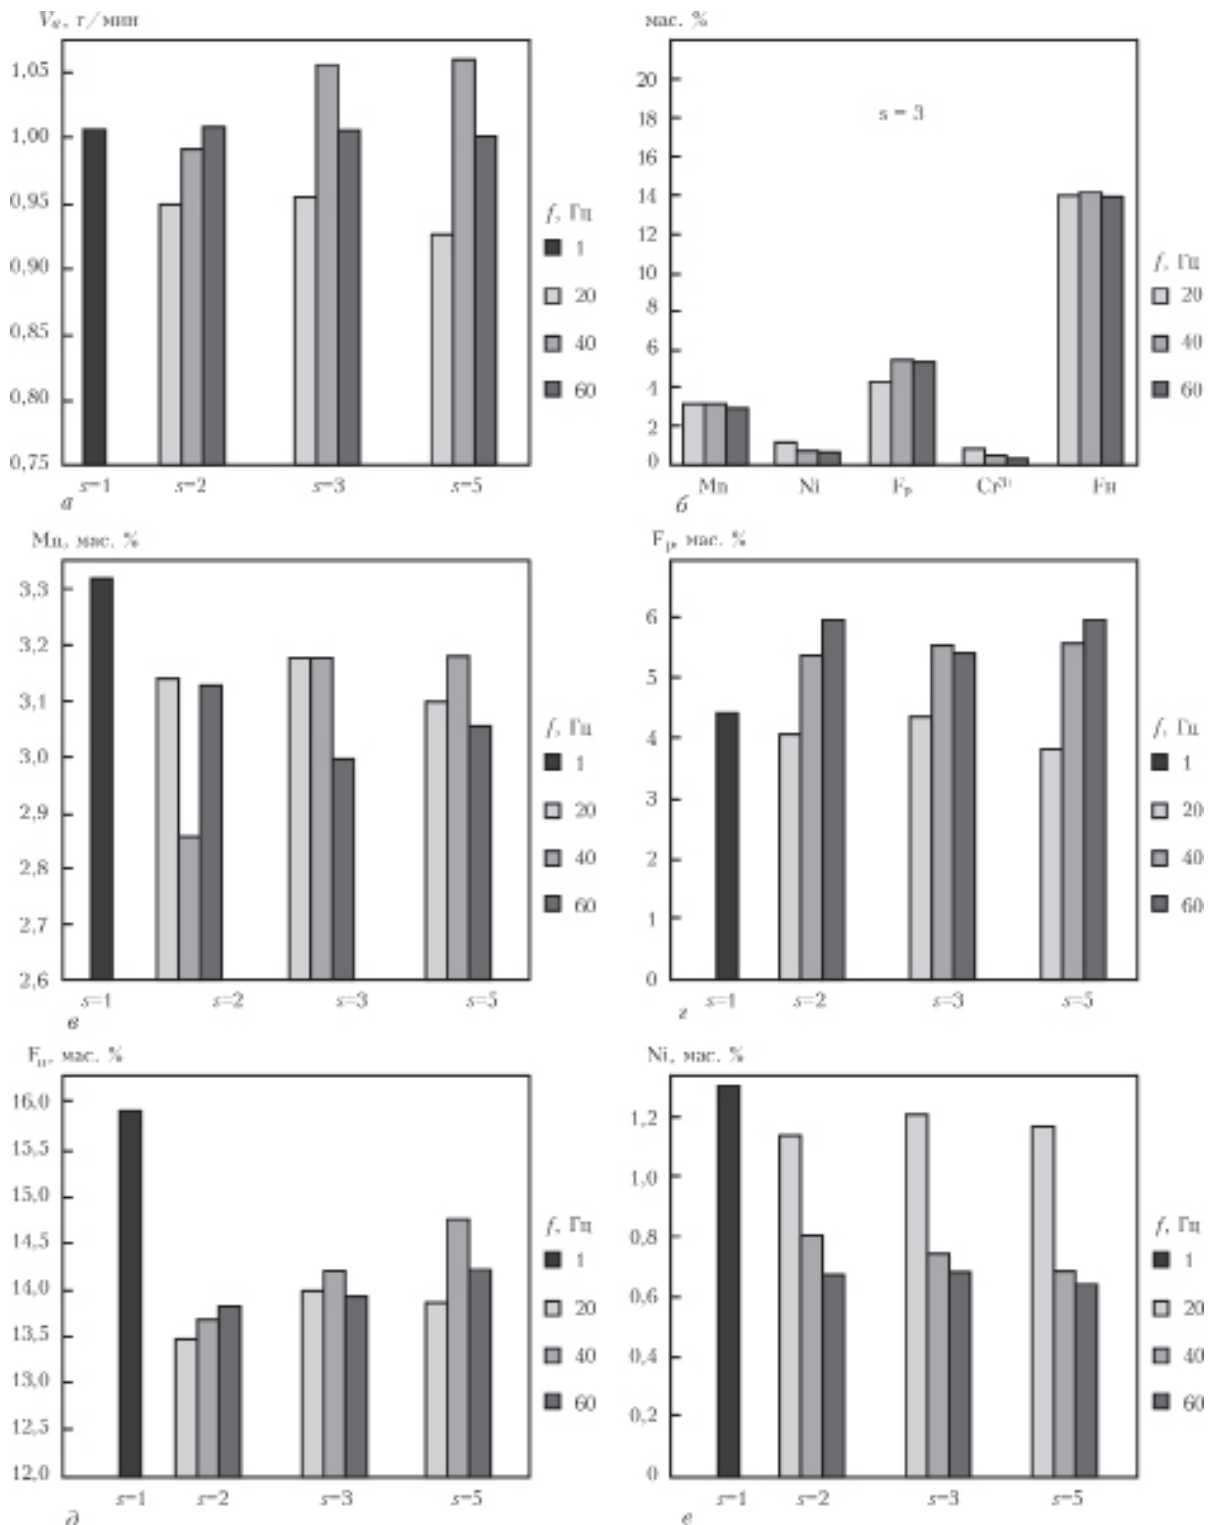 Vₑ, г/мин
1,05
1,00
0,95
0,90
0,85
0,80
0,75
s=1 s=2 s=3 s=5
а
f, Гц
1
20
40
60
мас. %
s = 3
20
18
16
14
12
10
8
6
4
2
0
Mn Ni Fр Cr³⁺ Fн
б
f, Гц
20
40
60
Mn, мас. %
3,3
3,2
3,1
3,0
2,9
2,8
2,7
2,6
s=1 s=2 s=3 s=5
в
f, Гц
1
20
40
60
Fр, мас. %
6
5
4
3
2
1
0
s=1 s=2 s=3 s=5
г
f, Гц
1
20
40
60
Fн, мас. %
16,0
15,5
15,0
14,5
14,0
13,5
13,0
12,5
12,0
s=1 s=2 s=3 s=5
д
f, Гц
1
20
40
60
Ni, мас. %
1,2
1,0
0,8
0,6
0,4
0,2
0
s=1 s=2 s=3 s=5
е
f, Гц
1
20
40
60